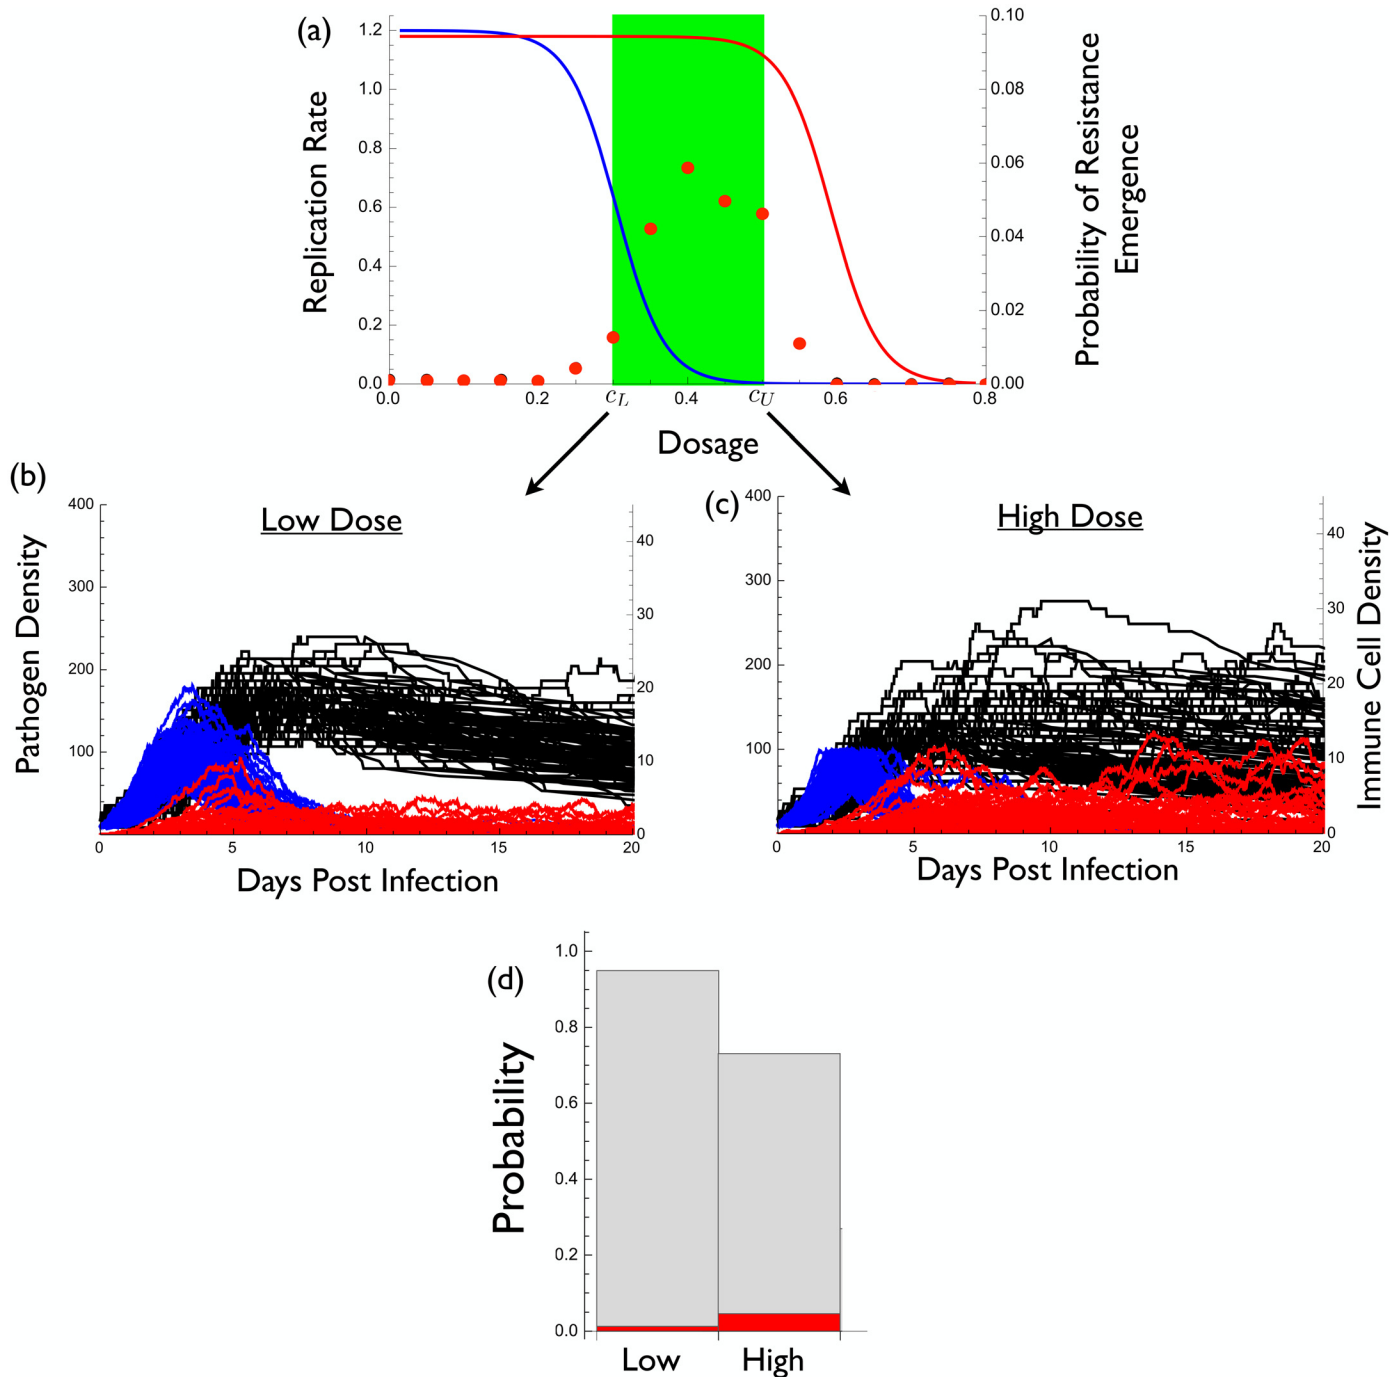 (a)
Replication Rate
1.2
1.0
0.8
0.6
0.4
0.2
0.0
0.10
0.08
0.06
0.04
0.02
0.00
Probability of Resistance
Emergence
0.0
0.2
c_L
0.4
c_U
0.6
0.8
Dosage
(b)
Low Dose
Pathogen Density
400
300
200
100
40
30
20
10
0
0
5
10
15
20
Days Post Infection
(c)
High Dose
400
300
200
100
40
30
20
10
0
Immune Cell Density
0
5
10
15
20
Days Post Infection
(d)
Probability
1.0
0.8
0.6
0.4
0.2
0.0
Low
High